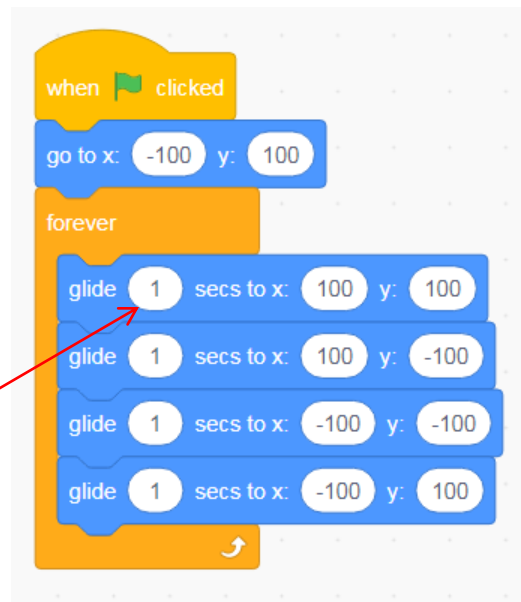 when clicked
go to x: -100 y: 100
forever
glide 1 secs to x: 100 y: 100
glide 1 secs to x: 100 y: -100
glide 1 secs to x: -100 y: -100
glide 1 secs to x: -100 y: 100